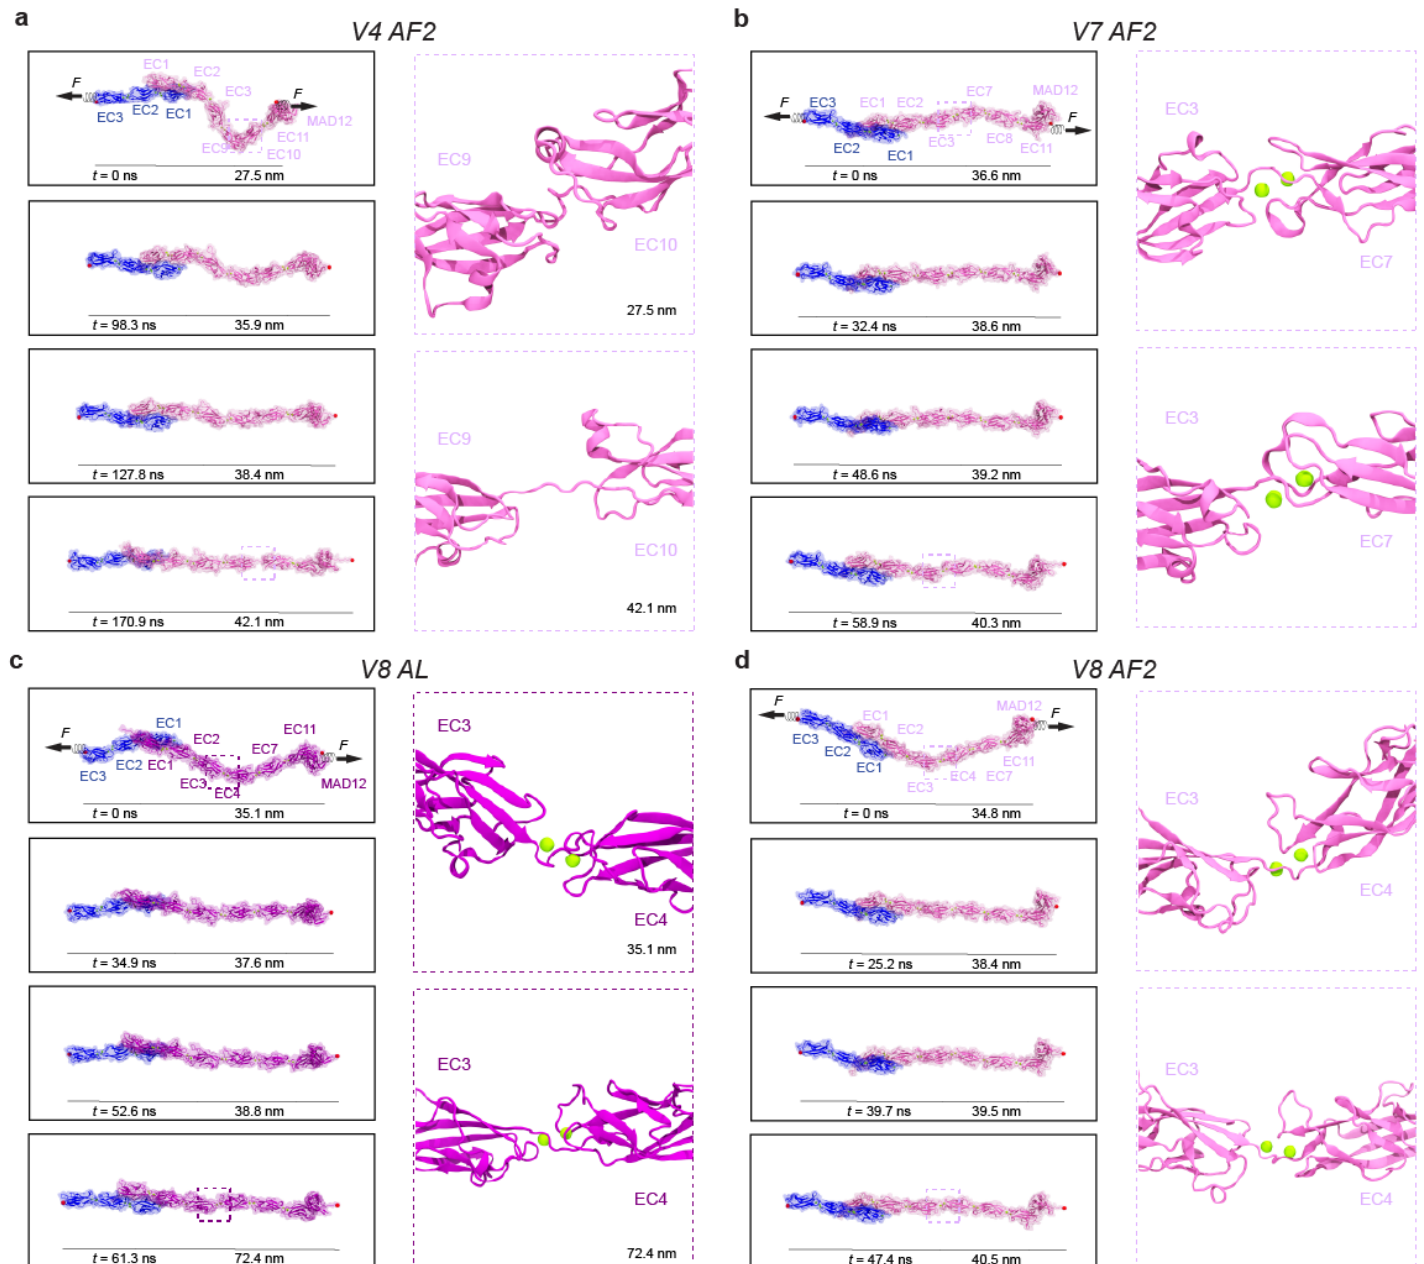 a
V4 AF2
F
EC1
EC2
EC3
F
EC3
EC2
EC1
MAD12
EC11
EC9
EC10
t = 0 ns
27.5 nm
EC9
EC10
27.5 nm
t = 98.3 ns
35.9 nm
t = 127.8 ns
38.4 nm
EC9
EC10
42.1 nm
t = 170.9 ns
42.1 nm
b
V7 AF2
F
EC3
EC1
EC2
EC7
MAD12
F
EC2
EC1
EC3
EC8
EC11
t = 0 ns
36.6 nm
EC3
EC7
t = 32.4 ns
38.6 nm
t = 48.6 ns
39.2 nm
EC3
EC7
t = 58.9 ns
40.3 nm
c
V8 AL
F
EC1
EC2
EC11
F
EC3
EC2
EC1
EC7
EC3
EC4
MAD12
t = 0 ns
35.1 nm
EC3
EC4
35.1 nm
t = 34.9 ns
37.6 nm
t = 52.6 ns
38.8 nm
EC3
EC4
72.4 nm
t = 61.3 ns
72.4 nm
d
V8 AF2
F
EC3
EC2
EC1
EC1
EC2
MAD12
F
EC11
EC3
EC4
EC7
t = 0 ns
34.8 nm
EC3
EC4
t = 25.2 ns
38.4 nm
t = 39.7 ns
39.5 nm
EC3
EC4
t = 47.4 ns
40.5 nm